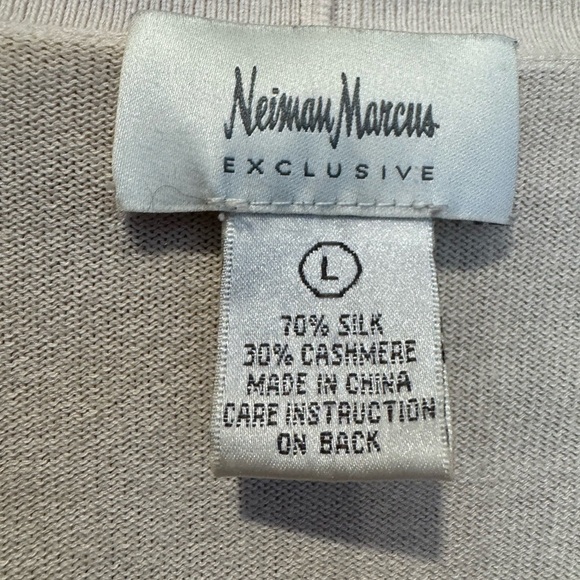 Neiman Marcus
EXCLUSIVE
L
70% SILK
30% CASHMERE
MADE IN CHINA
CARE INSTRUCTION
ON BACK